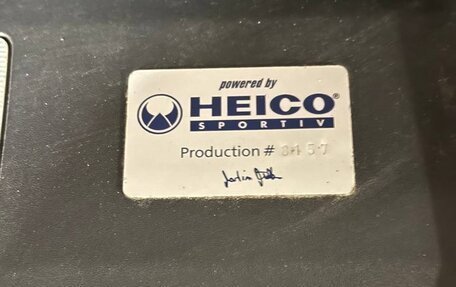 powered by
HEICO®
SPORTIV
Production #